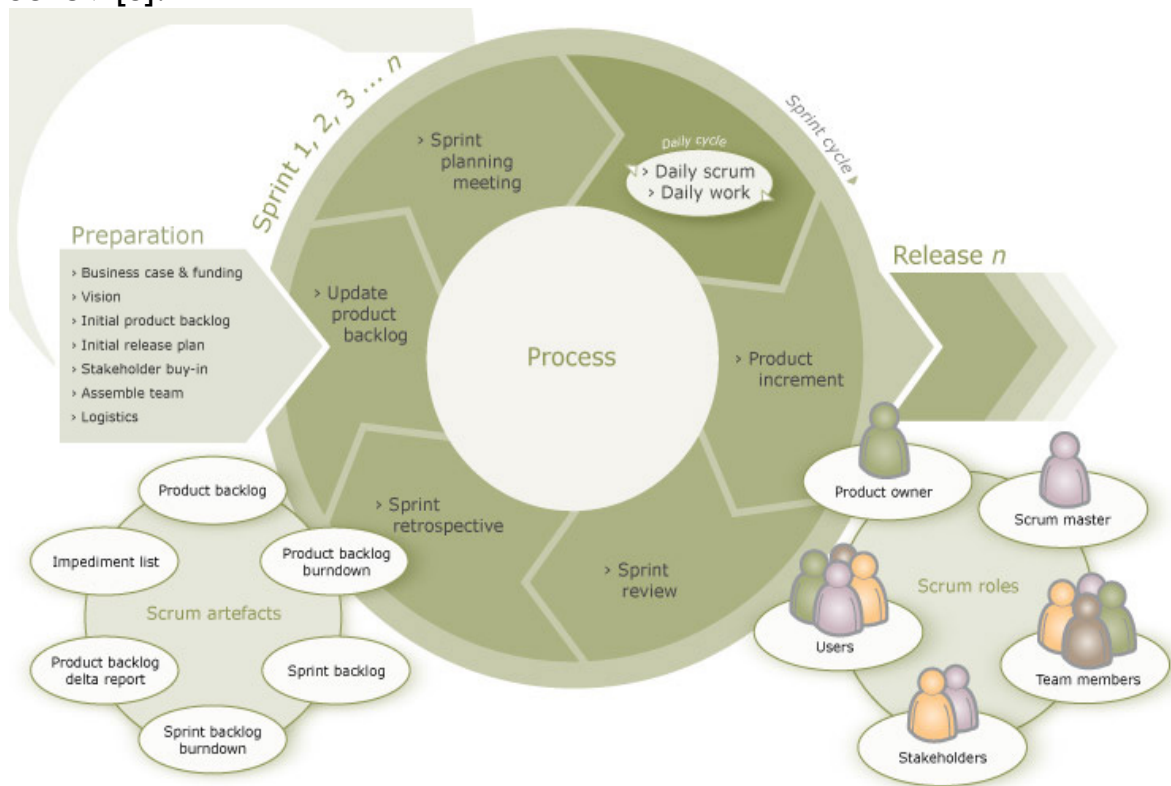 Sprint 1, 2, 3 ... n
Sprint cycle
Preparation
› Business case & funding
› Vision
› Initial product backlog
› Initial release plan
› Stakeholder buy-in
› Assemble team
› Logistics
› Sprint
planning
meeting
Daily cycle
› Daily scrum
› Daily work
› Update
product
backlog
Process
› Product
increment
› Sprint
retrospective
› Sprint
review
Release n
Product backlog
Impediment list
Product backlog
burndown
Scrum artefacts
Product backlog
delta report
Sprint backlog
Sprint backlog
burndown
Product owner
Scrum master
Scrum roles
Users
Team members
Stakeholders